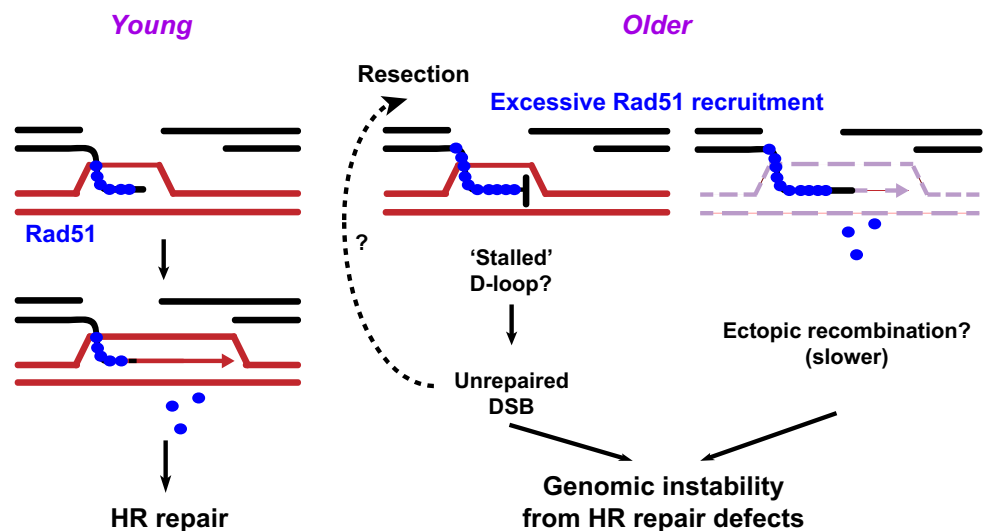 Young
Rad51
HR repair
Older
Resection
Excessive Rad51 recruitment
?
‘Stalled’
D-loop?
Unrepaired
DSB
Ectopic recombination?
(slower)
Genomic instability
from HR repair defects